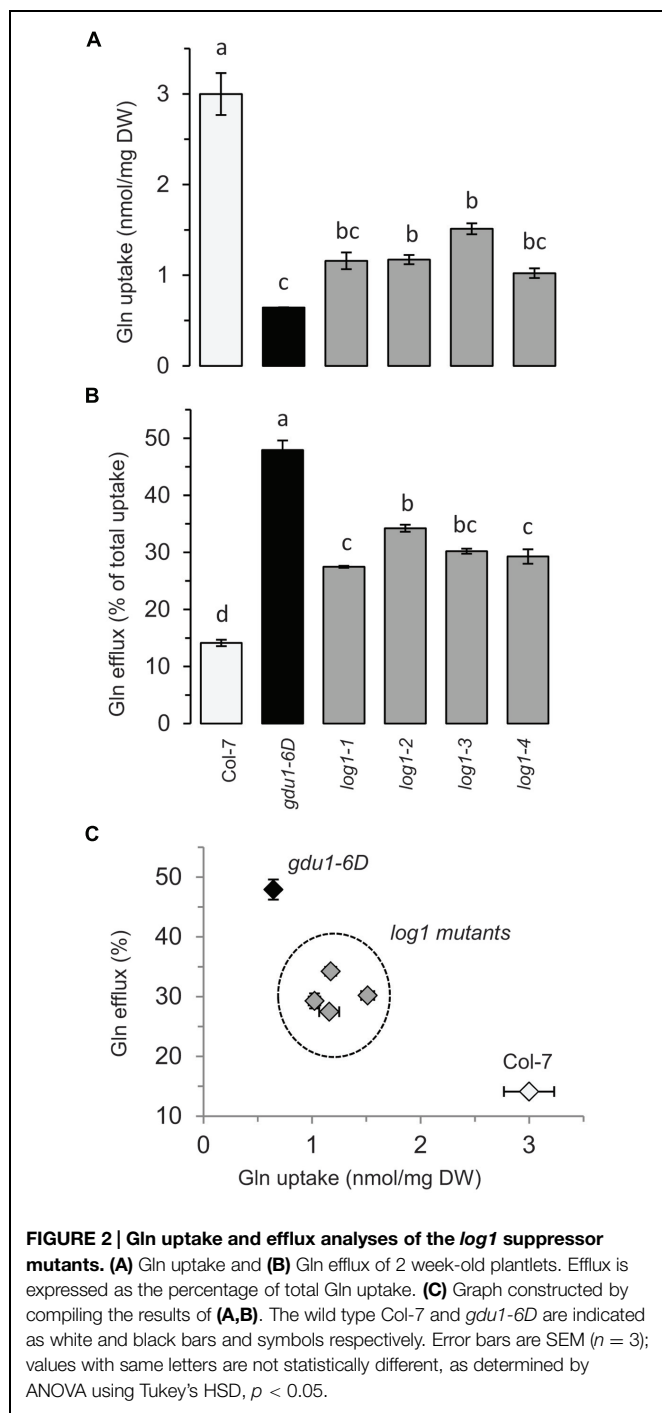 A
a
3
2
1
0
Gln uptake (nmol/mg DW)
c
bc
b
b
bc
B
50
40
30
20
10
0
Gln efflux (% of total uptake)
d
a
c
b
bc
c
Col-7
gdu1-6D
log1-1
log1-2
log1-3
log1-4
C
50
40
30
20
10
Gln efflux (%)
gdu1-6D
log1 mutants
Col-7
0 1 2 3
Gln uptake (nmol/mg DW)
FIGURE 2 | Gln uptake and efflux analyses of the log1 suppressor
mutants. (A) Gln uptake and (B) Gln efflux of 2 week-old plantlets. Efflux is
expressed as the percentage of total Gln uptake. (C) Graph constructed by
compiling the results of (A,B). The wild type Col-7 and gdu1-6D are indicated
as white and black bars and symbols respectively. Error bars are SEM (n = 3);
values with same letters are not statistically different, as determined by
ANOVA using Tukey's HSD, p < 0.05.